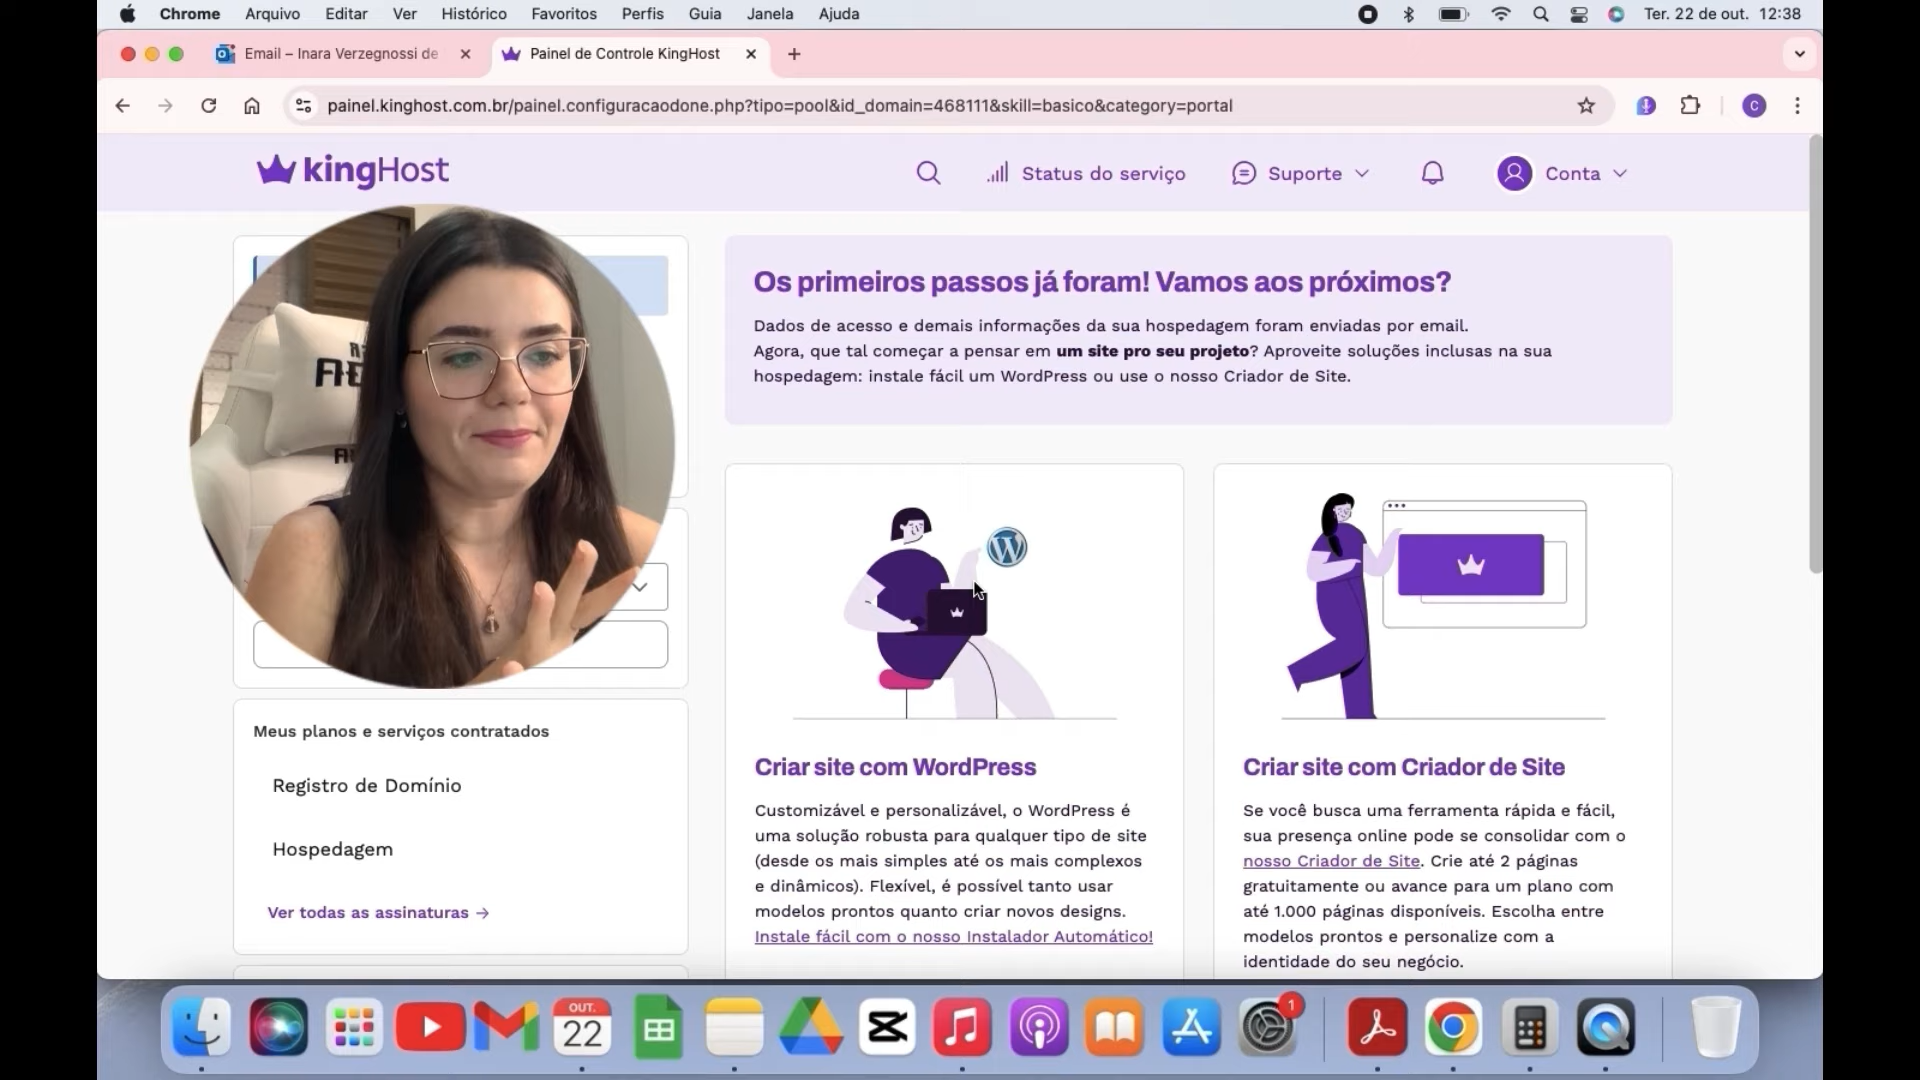 Chrome Arquivo Editar Ver Histórico Favoritos Perfis Guia Janela Ajuda Ter. 22 de out. 12:38
Email – Inara Verzegnossi de
Painel de Controle KingHost
painel.kinghost.com.br/painel.configuracaodone.php?tipo=pool&id_domain=468111&skill=basico&category=portal
C
kingHost
Status do serviço
Suporte
Conta
Os primeiros passos já foram! Vamos aos próximos?
Dados de acesso e demais informações da sua hospedagem foram enviadas por email.
Agora, que tal começar a pensar em um site pro seu projeto? Aproveite soluções inclusas na sua
hospedagem: instale fácil um WordPress ou use o nosso Criador de Site.
Meus planos e serviços contratados
Registro de Domínio
Hospedagem
Ver todas as assinaturas →
Criar site com WordPress
Customizável e personalizável, o WordPress é
uma solução robusta para qualquer tipo de site
(desde os mais simples até os mais complexos
e dinâmicos). Flexível, é possível tanto usar
modelos prontos quanto criar novos designs.
Instale fácil com o nosso Instalador Automático!
Criar site com Criador de Site
Se você busca uma ferramenta rápida e fácil,
sua presença online pode se consolidar com o
nosso Criador de Site. Crie até 2 páginas
gratuitamente ou avance para um plano com
até 1.000 páginas disponíveis. Escolha entre
modelos prontos e personalize com a
identidade do seu negócio.
OUT.
22
1